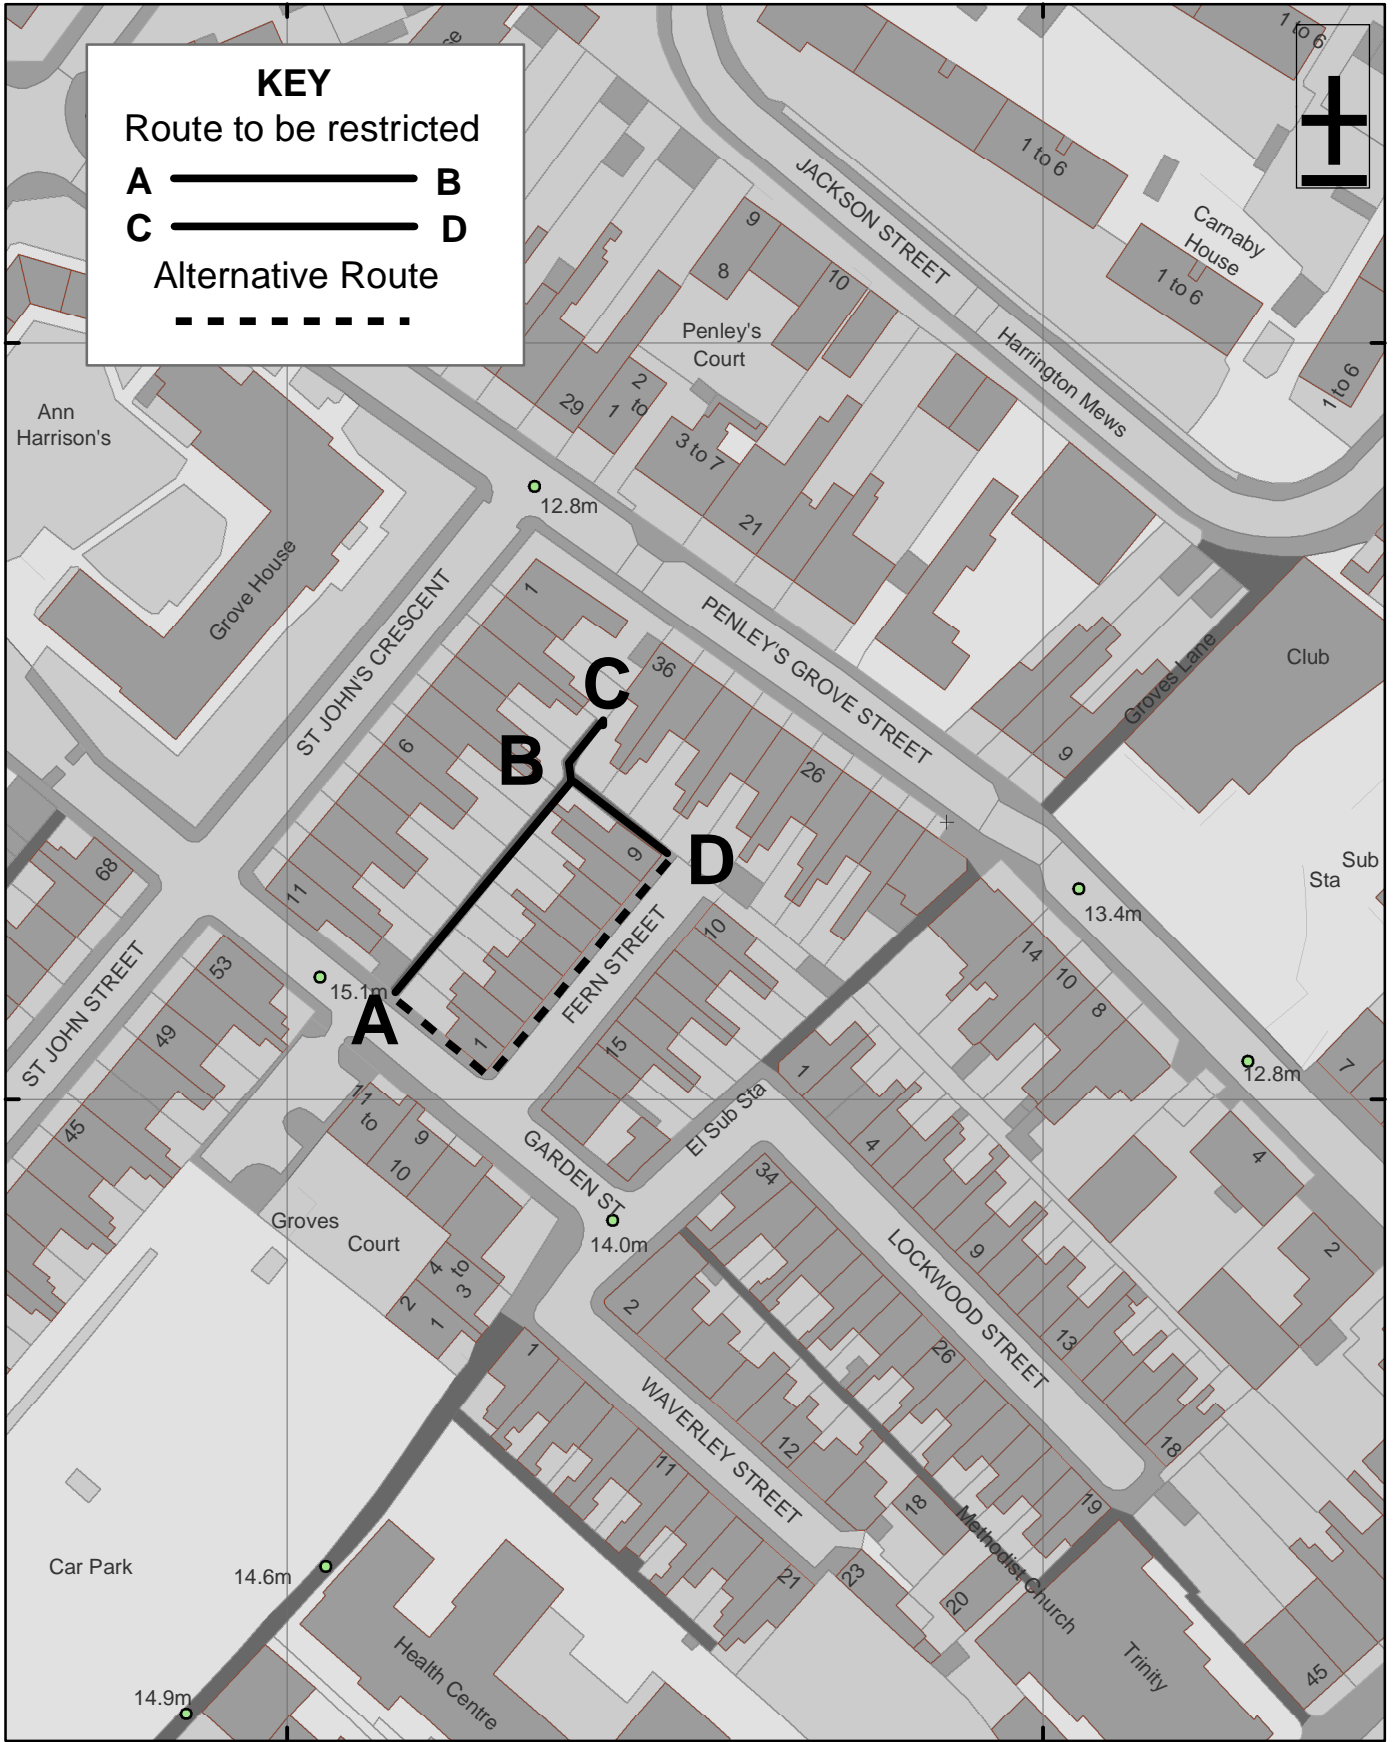 KEY
Route to be restricted
A B
C D
Alternative Route
1 to 6
1 to 6
Carnaby
House
1 to 6
1 to 6
JACKSON STREET
Harrington Mews
9
8
10
Penley's
Court
2
to
1
29
3 to 7
21
Ann
Harrison's
12.8m
Grove House
ST JOHN'S CRESCENT
PENLEY'S GROVE STREET
Groves Lane
Club
1
36
C
B
6
26
9
D
9
68
11
Sub
Sta
13.4m
10
FERN STREET
14
10
8
53
15.1m
A
ST JOHN STREET
49
1
15
1
12.8m
7
El Sub Sta
45
11
to
9
10
GARDEN ST
4
4
34
2
Groves
Court
14.0m
9
LOCKWOOD STREET
4
to
3
2
1
2
13
1
26
WAVERLEY STREET
12
18
11
18
19
Methodist Church
Car Park
14.6m
21
23
20
Health Centre
Trinity
45
14.9m